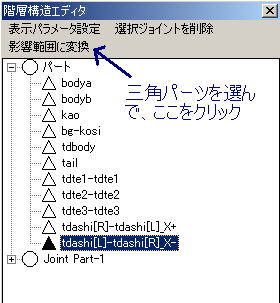 階層構造エディタ
表示パラメータ設定 選択ジョイントを削除
影響範囲に変換
パート
bodya
bodyb
kao
bg-kosi
tdbody
tail
tdte1-tdte1
tdte2-tdte2
tdte3-tdte3
tdashi[R]-tdashi[L]_X+
tdashi[L]-tdashi[R]_X-
Joint Part-1
三角パーツを選ん
で、ここをクリック